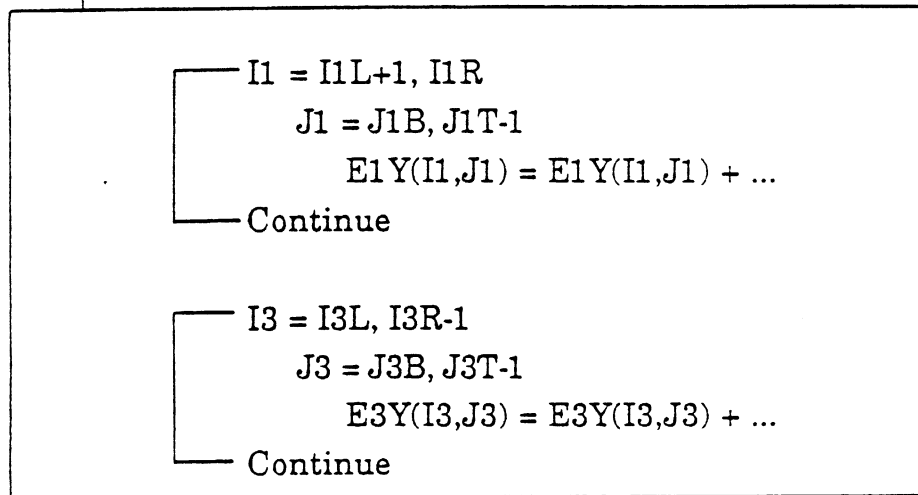 I1 = I1L+1, I1R
J1 = J1B, J1T-1
E1Y(I1,J1) = E1Y(I1,J1) + ...
Continue
I3 = I3L, I3R-1
J3 = J3B, J3T-1
E3Y(I3,J3) = E3Y(I3,J3) + ...
Continue